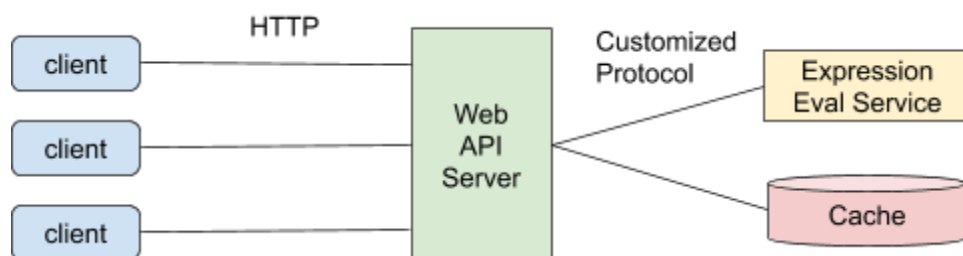 HTTP
client
client
client
Web
API
Server
Customized
Protocol
Expression
Eval Service
Cache